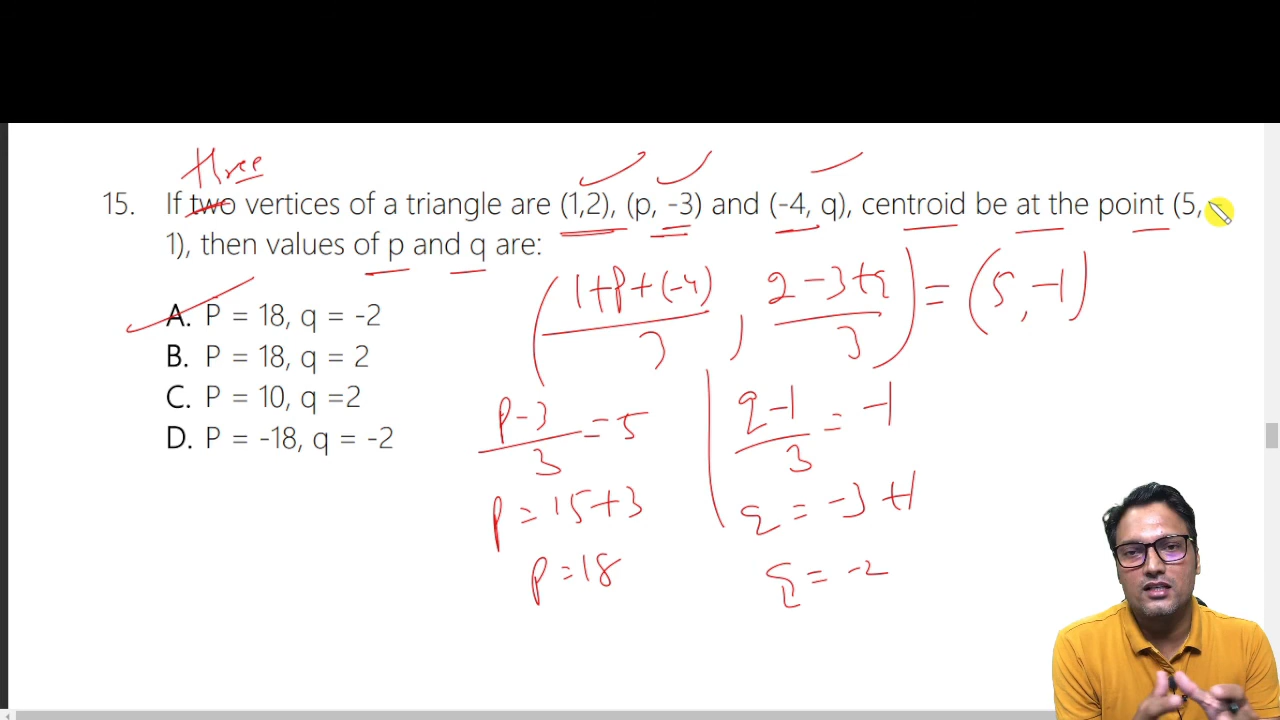 three
15. If two vertices of a triangle are (1,2), (p, -3) and (-4, q), centroid be at the point (5, -
1), then values of p and q are:
(1+p+(-4)/3 , 2-3+q/3) = (5,-1)
A. P = 18, q = -2
B. P = 18, q = 2
C. P = 10, q =2
D. P = -18, q = -2
p-3/3 = 5
q-1/3 = -1
p = 15+3
q = -3+1
p = 18
q = -2